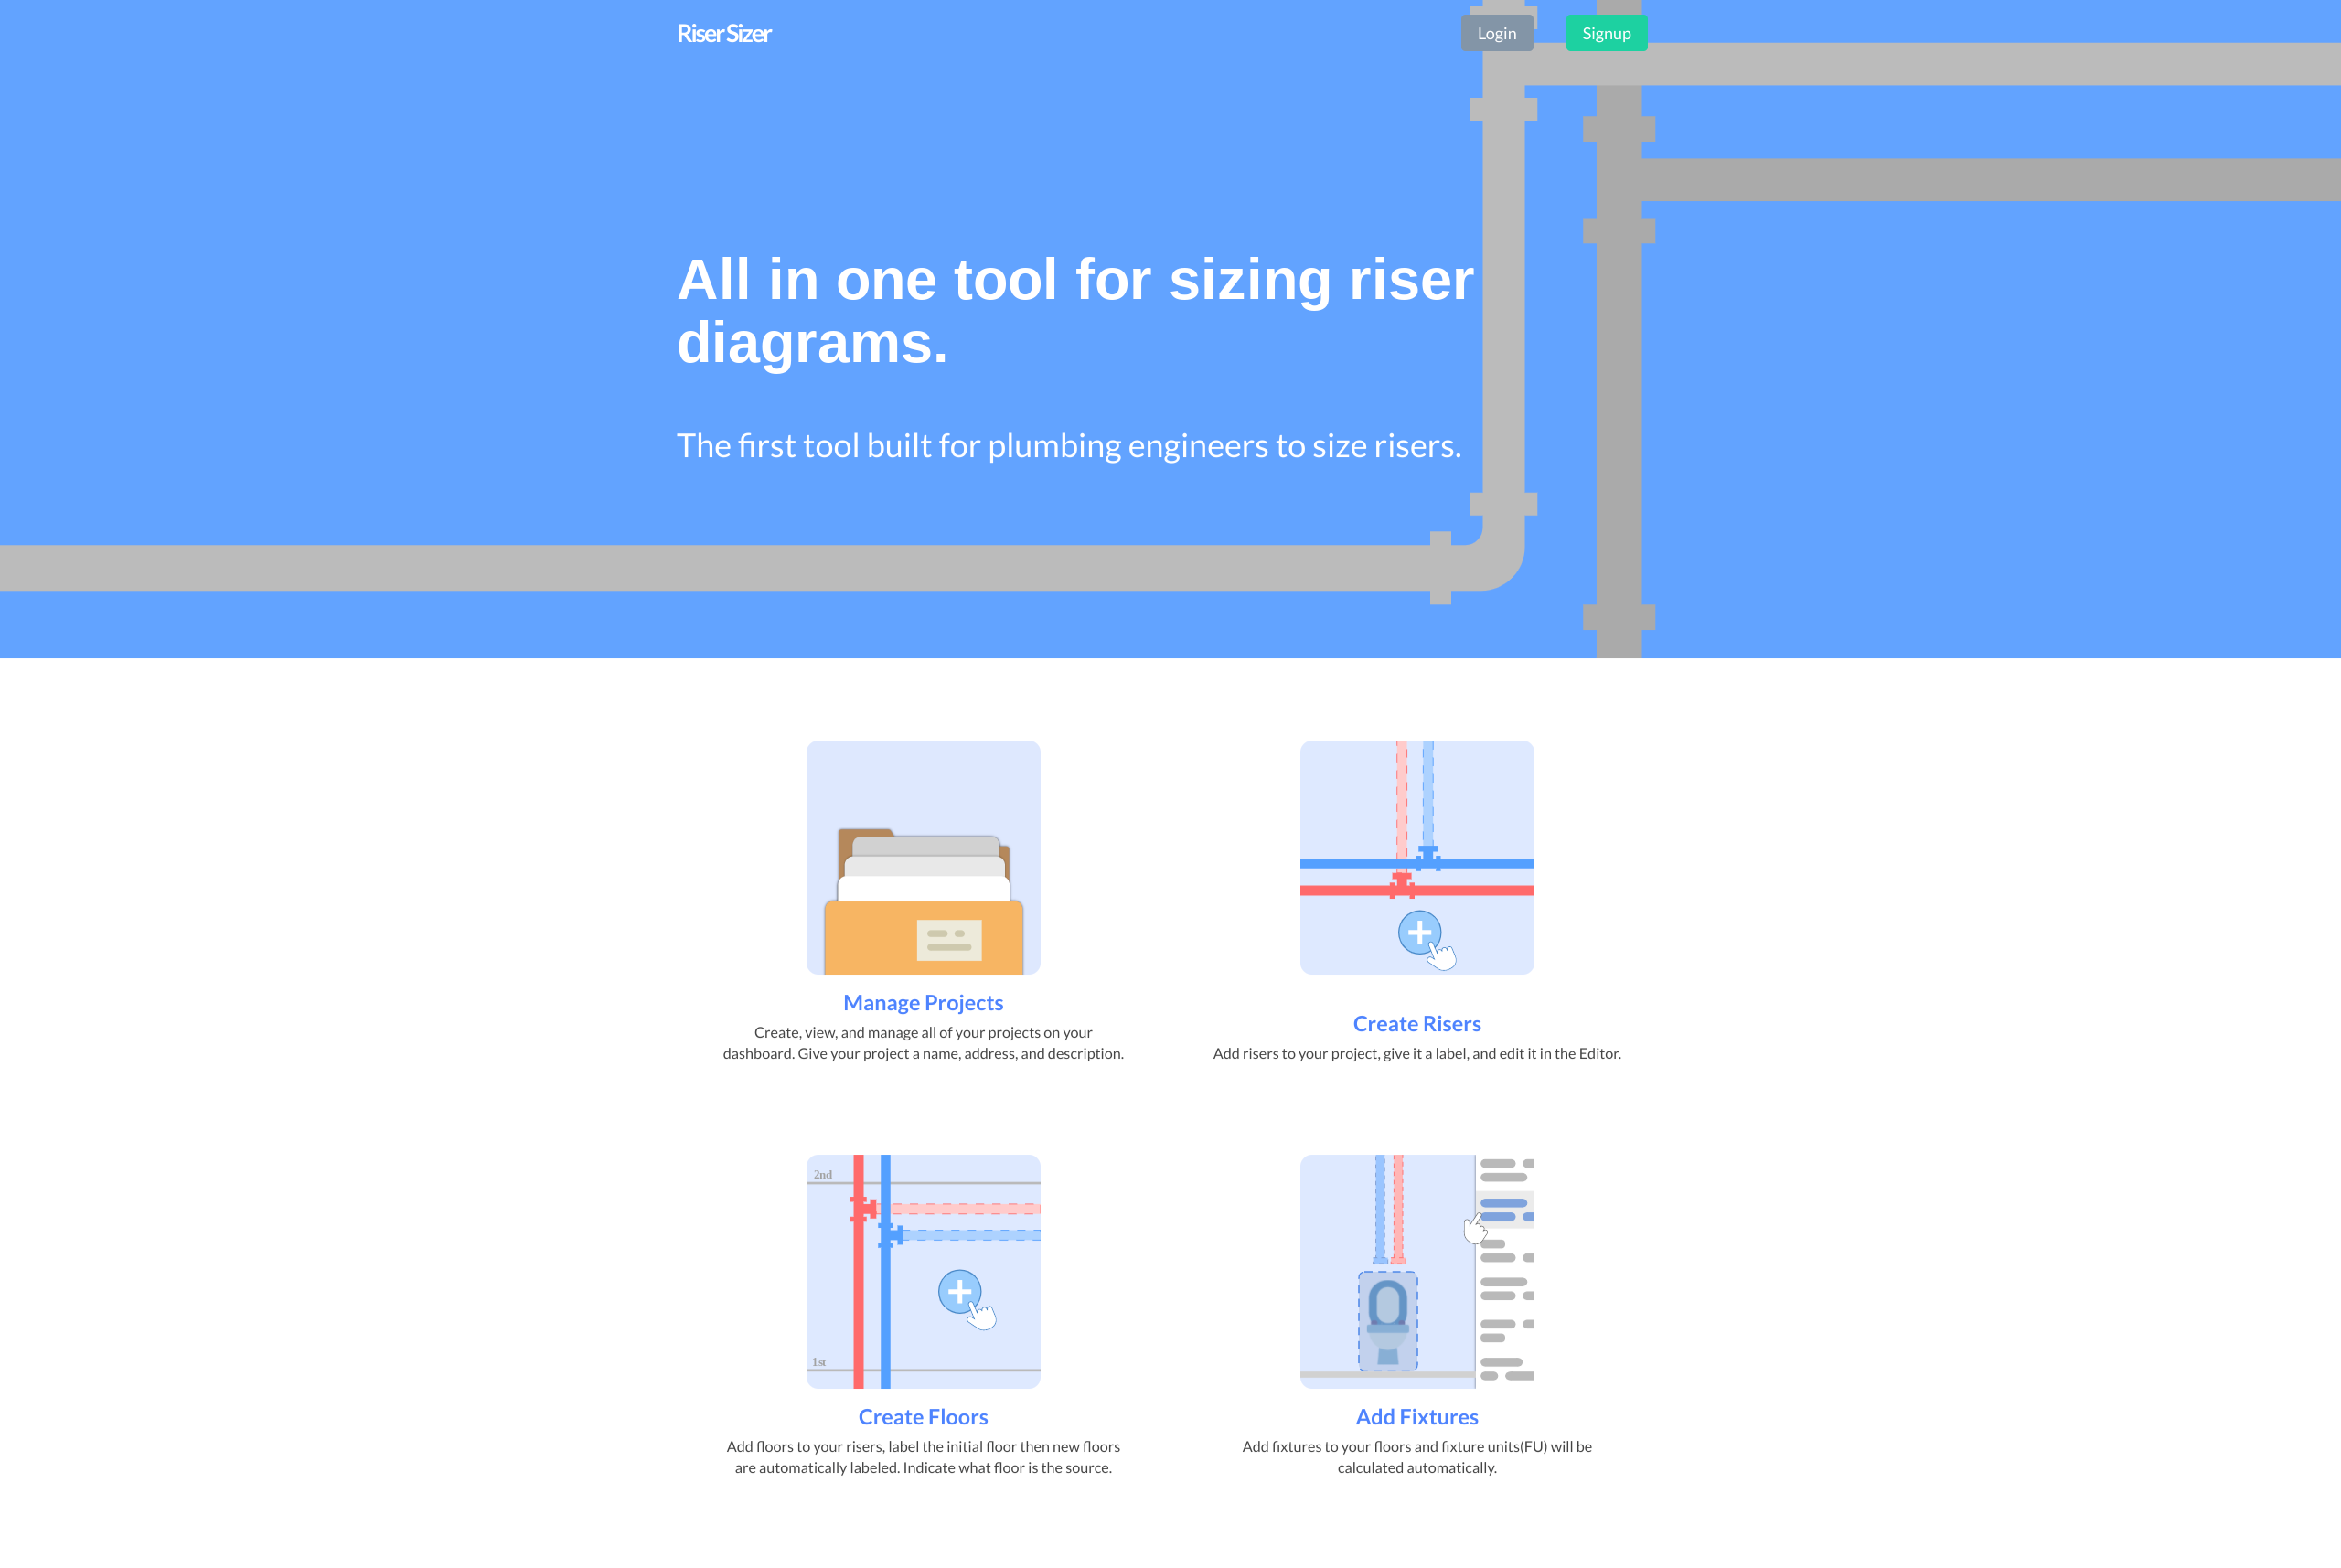 Riser Sizer
Login
Signup
All in one tool for sizing riser
diagrams.
The first tool built for plumbing engineers to size risers.
Manage Projects
Create, view, and manage all of your projects on your
dashboard. Give your project a name, address, and description.
Create Risers
Add risers to your project, give it a label, and edit it in the Editor.
2nd
1st
Create Floors
Add floors to your risers, label the initial floor then new floors
are automatically labeled. Indicate what floor is the source.
Add Fixtures
Add fixtures to your floors and fixture units(FU) will be
calculated automatically.